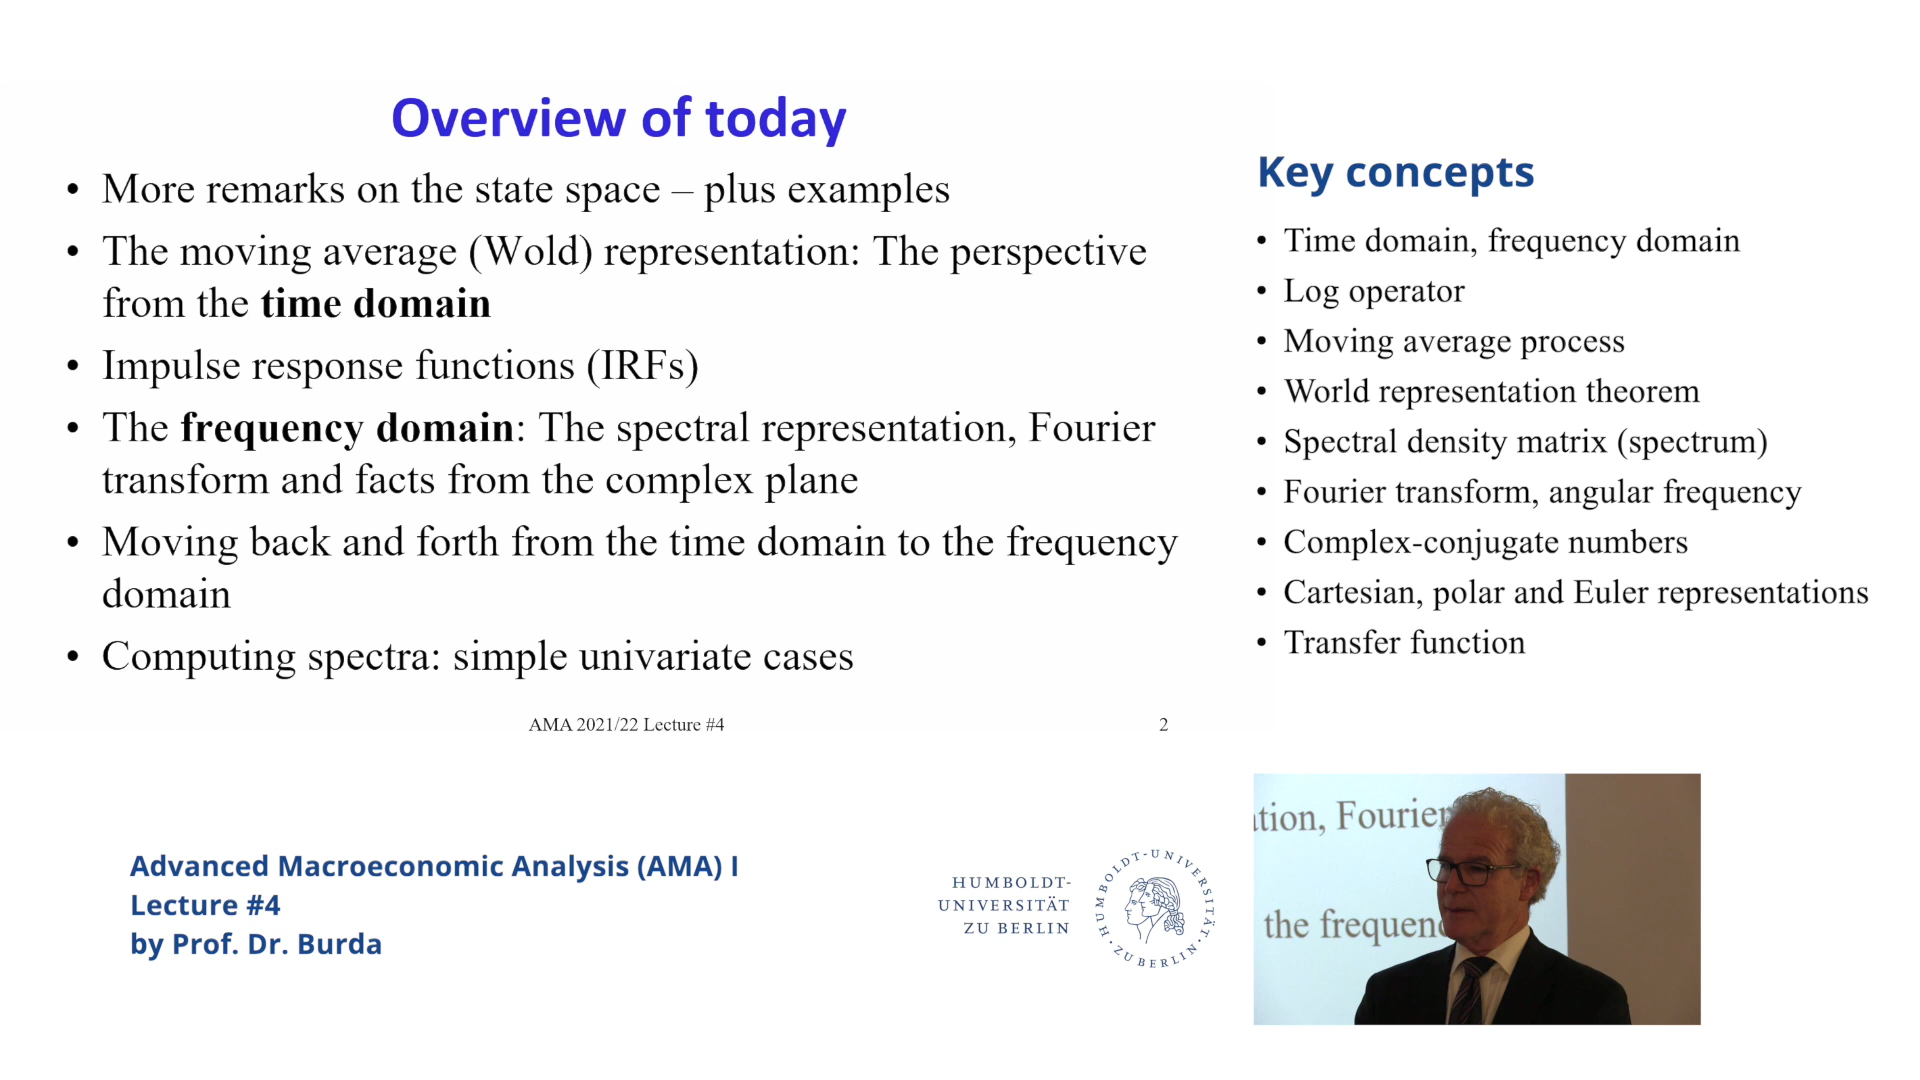 Overview of today
• More remarks on the state space – plus examples
• The moving average (Wold) representation: The perspective
from the time domain
• Impulse response functions (IRFs)
• The frequency domain: The spectral representation, Fourier
transform and facts from the complex plane
• Moving back and forth from the time domain to the frequency
domain
• Computing spectra: simple univariate cases
AMA 2021/22 Lecture #4
2
Key concepts
• Time domain, frequency domain
• Log operator
• Moving average process
• World representation theorem
• Spectral density matrix (spectrum)
• Fourier transform, angular frequency
• Complex-conjugate numbers
• Cartesian, polar and Euler representations
• Transfer function
Advanced Macroeconomic Analysis (AMA) I
Lecture #4
by Prof. Dr. Burda
HUMBOLDT-
UNIVERSITÄT
ZU BERLIN
HUMBOLDT-UNIVERSITÄT · ZU BERLIN ·
ation, Fourier
the frequenc